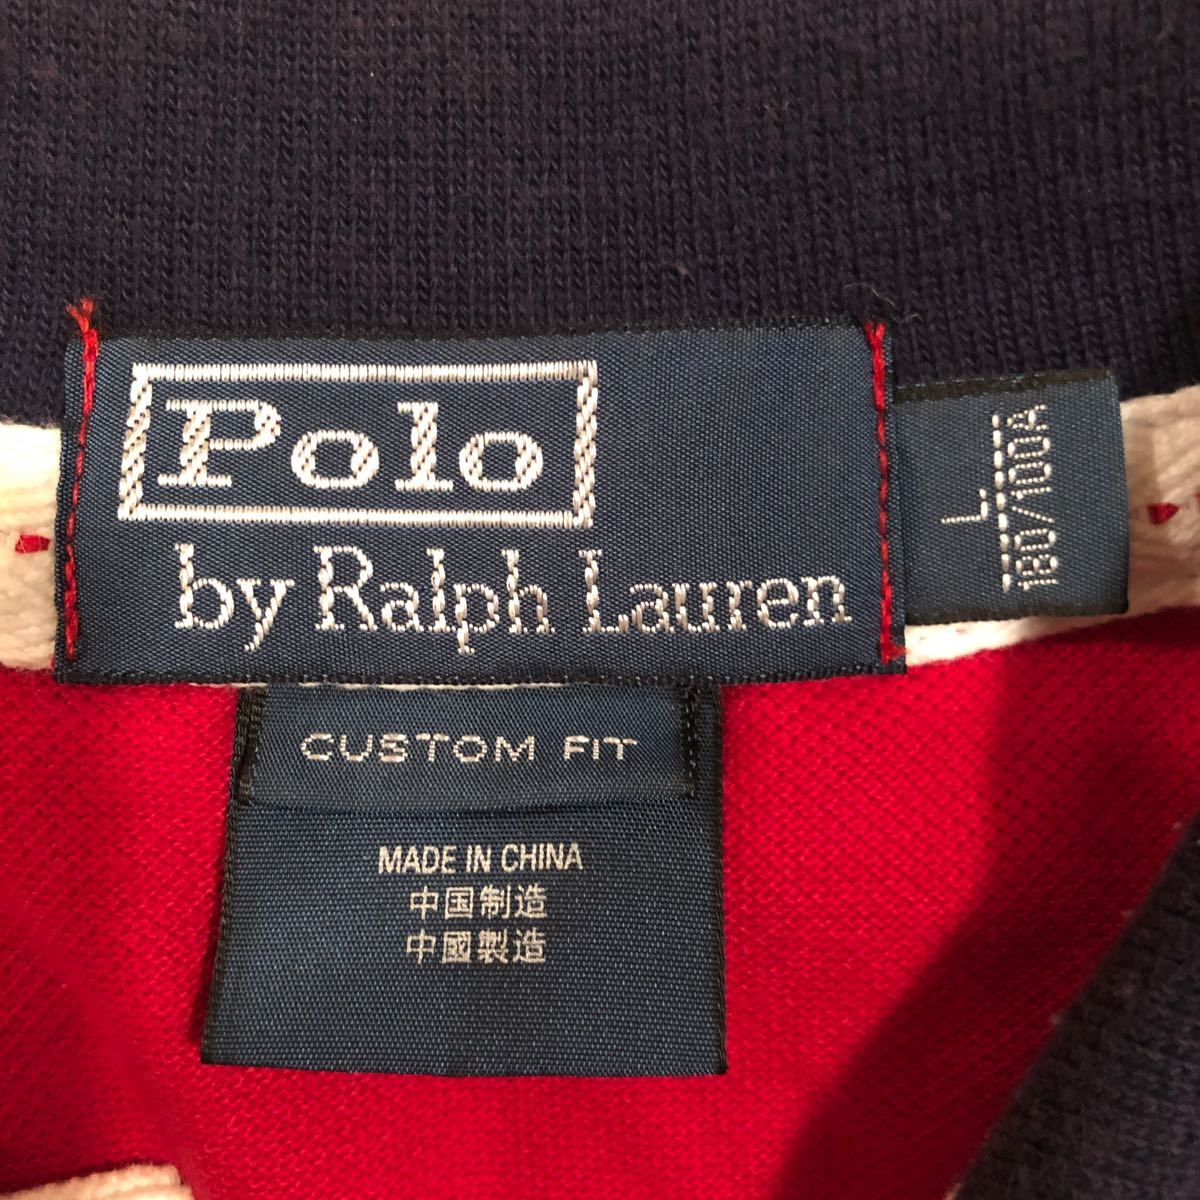 Polo
by Ralph Lauren
L
180/100A
CUSTOM FIT
MADE IN CHINA
中国制造
中國製造